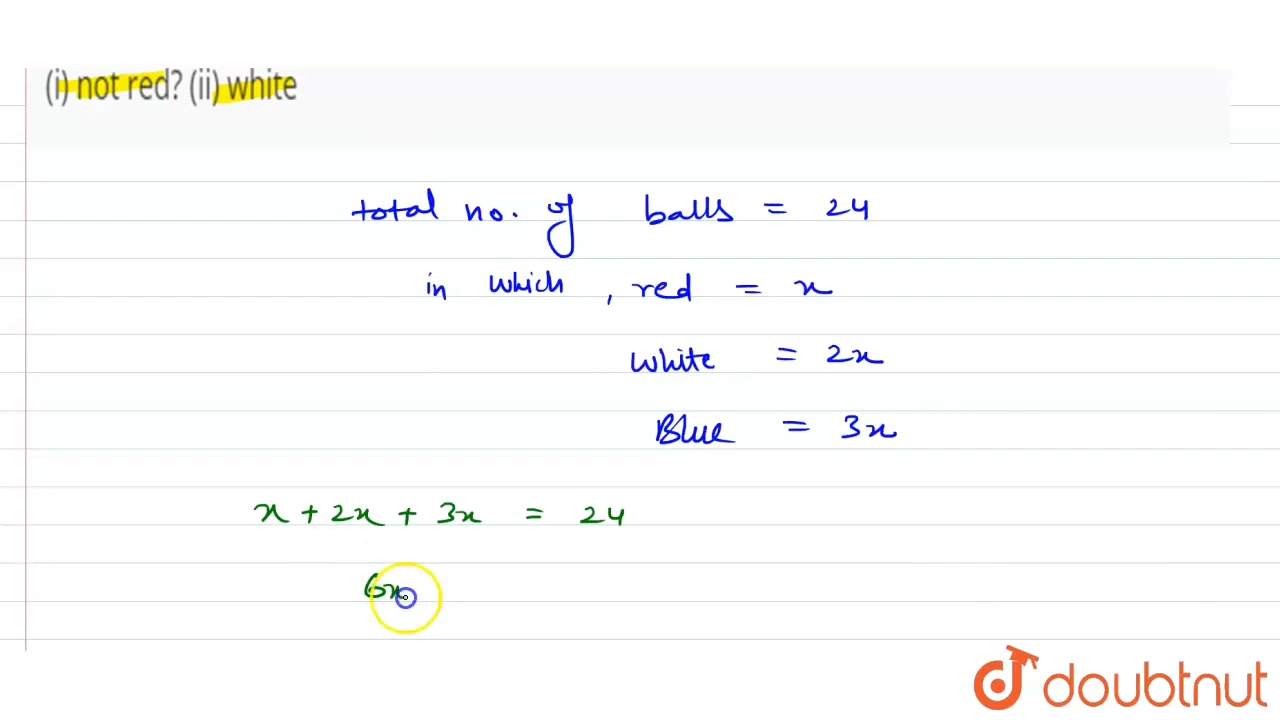 (i) not red? (ii) white
total no. of balls = 24
in which, red = x
white = 2x
Blue = 3x
x + 2x + 3x = 24
6x
doubtnut